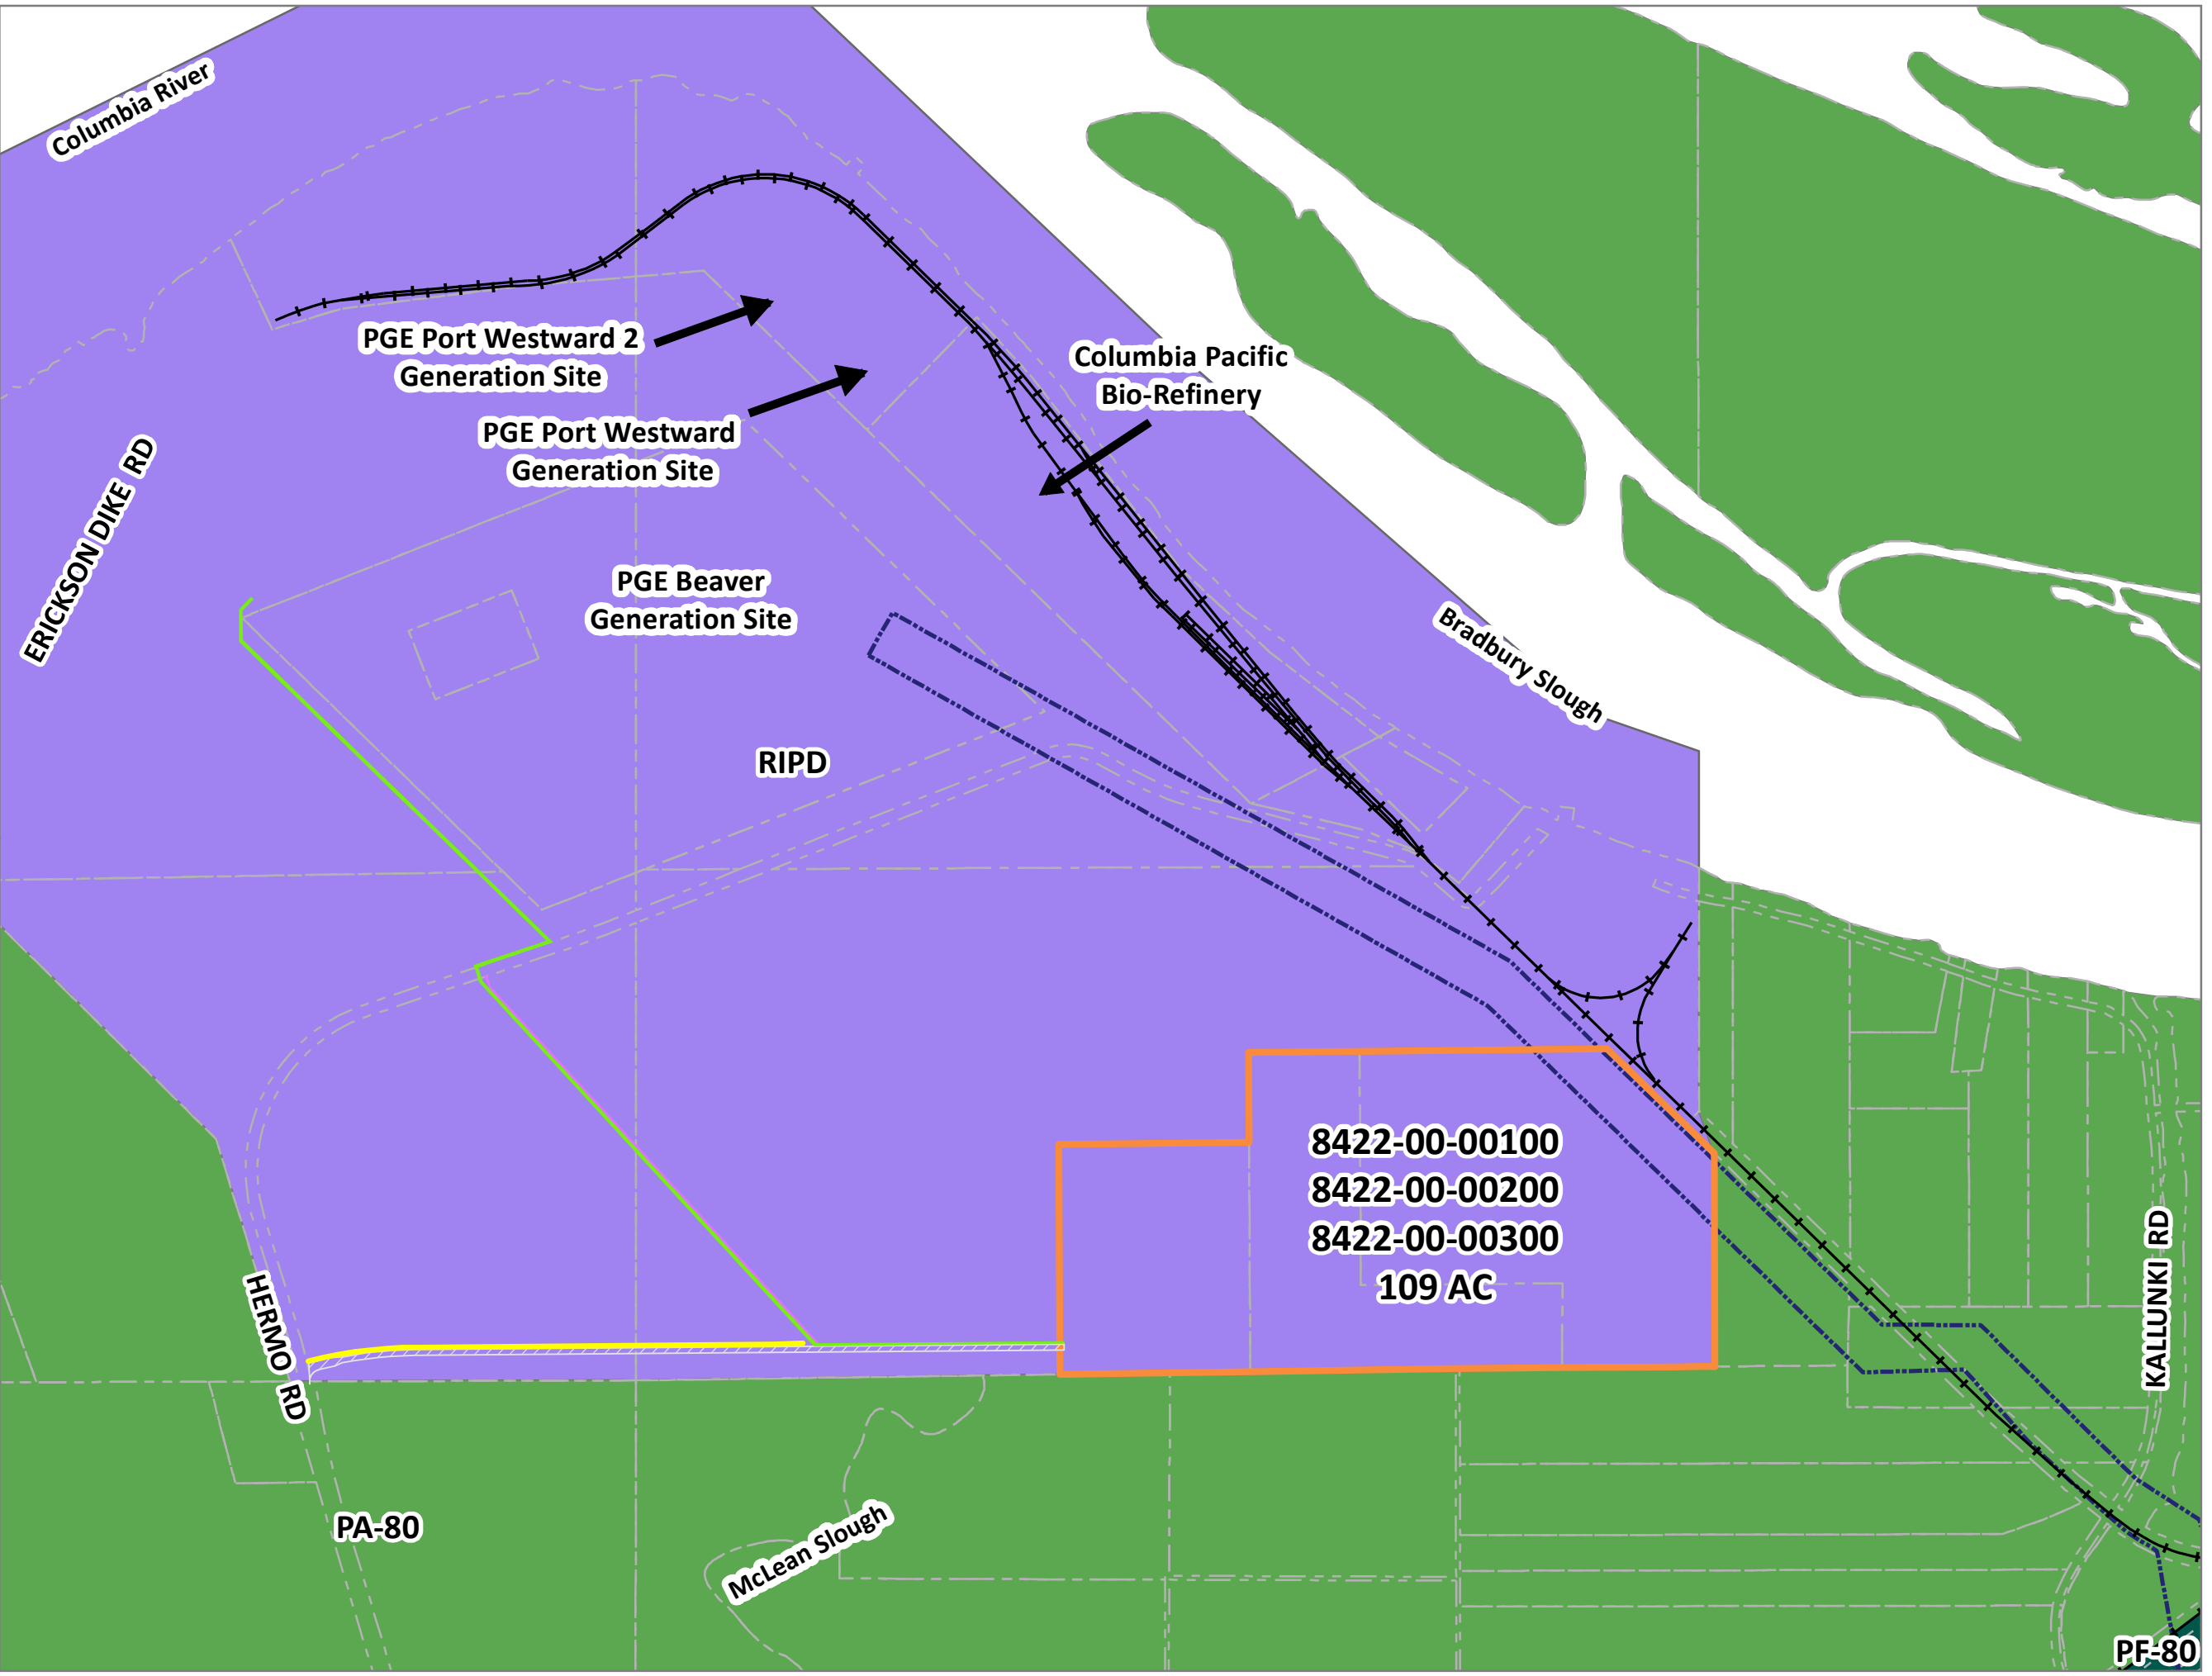 Columbia River
PGE Port Westward 2
Generation Site
Columbia Pacific
Bio-Refinery
PGE Port Westward
Generation Site
ERICKSON DIKE RD
PGE Beaver
Generation Site
Bradbury Slough
RIPD
8422-00-00100
8422-00-00200
8422-00-00300
109 AC
HERMO RD
KALLUNKI RD
PA-80
McLean Slough
PF-80